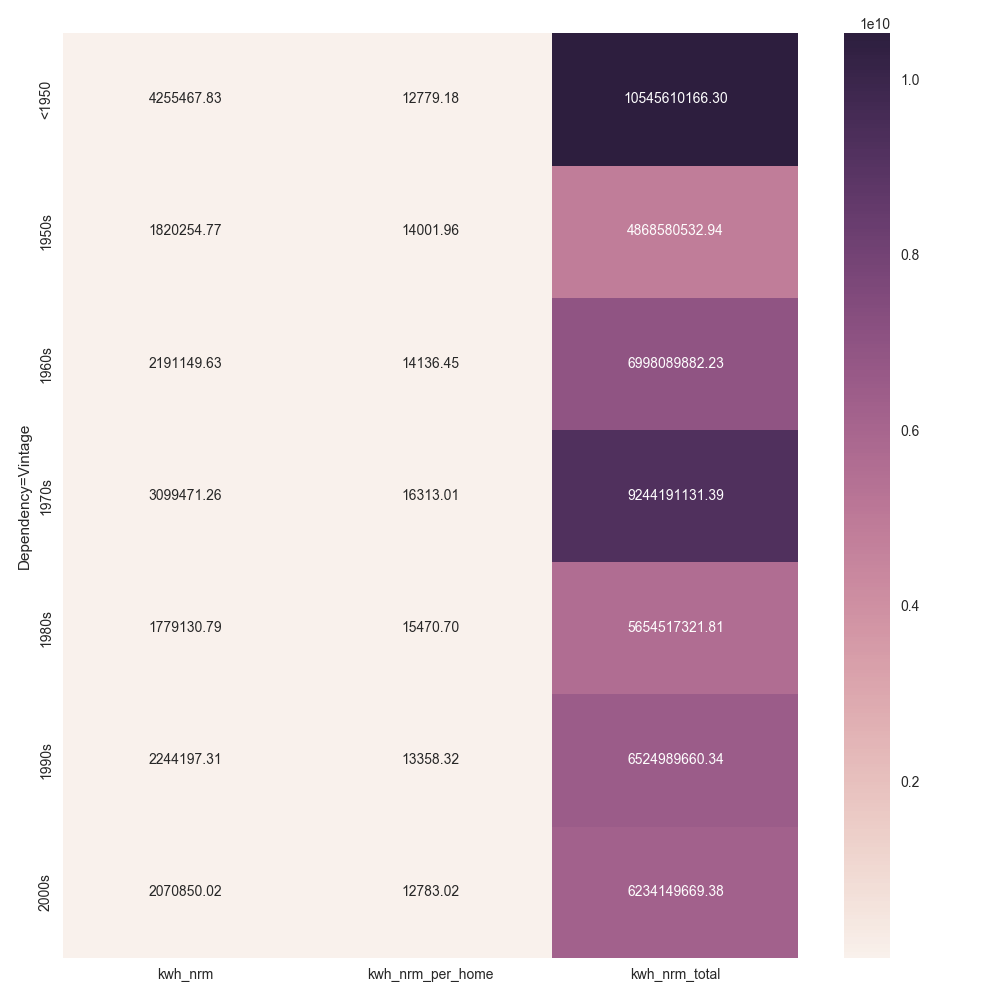 1e10
<1950 4255467.83 12779.18 10545610166.30
1950s 1820254.77 14001.96 4868580532.94
1960s 2191149.63 14136.45 6998089882.23
1970s 3099471.26 16313.01 9244191131.39
1980s 1779130.79 15470.70 5654517321.81
1990s 2244197.31 13358.32 6524989660.34
2000s 2070850.02 12783.02 6234149669.38
Dependency=Vintage
kwh_nrm kwh_nrm_per_home kwh_nrm_total
1.0
0.8
0.6
0.4
0.2